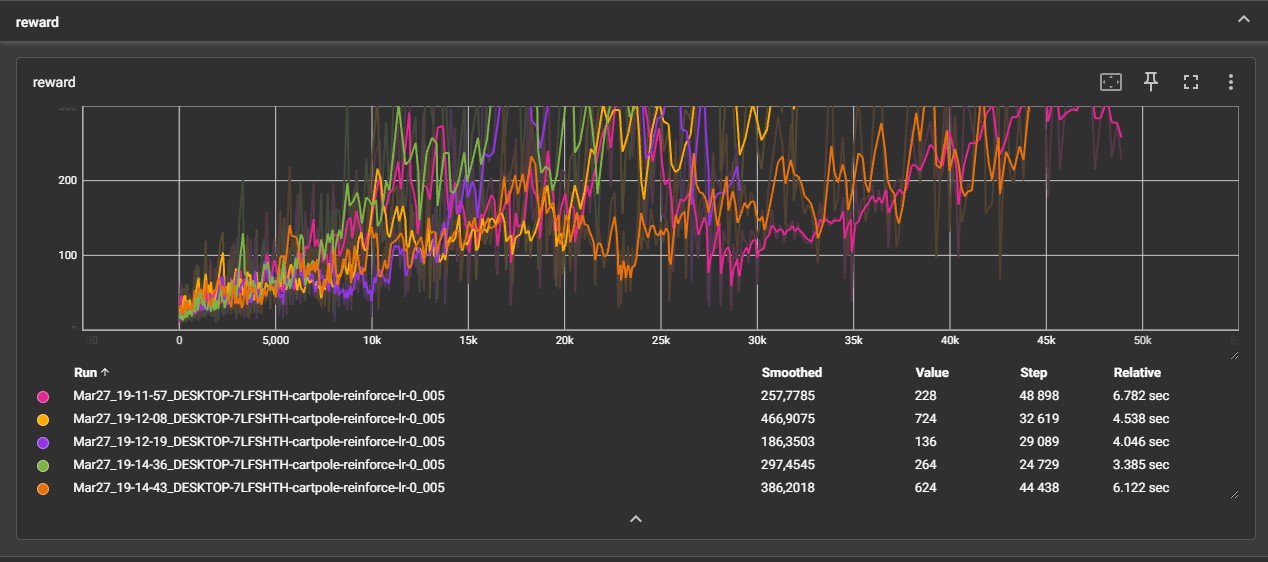 reward
reward
200
100
0 5,000 10k 15k 20k 25k 30k 35k 40k 45k 50k
Run ↑ Smoothed Value Step Relative
Mar27_19-11-57_DESKTOP-7LFSHTH-cartpole-reinforce-lr-0_005 257,7785 228 48 898 6.782 sec
Mar27_19-12-08_DESKTOP-7LFSHTH-cartpole-reinforce-lr-0_005 466,9075 724 32 619 4.538 sec
Mar27_19-12-19_DESKTOP-7LFSHTH-cartpole-reinforce-lr-0_005 186,3503 136 29 089 4.046 sec
Mar27_19-14-36_DESKTOP-7LFSHTH-cartpole-reinforce-lr-0_005 297,4545 264 24 729 3.385 sec
Mar27_19-14-43_DESKTOP-7LFSHTH-cartpole-reinforce-lr-0_005 386,2018 624 44 438 6.122 sec